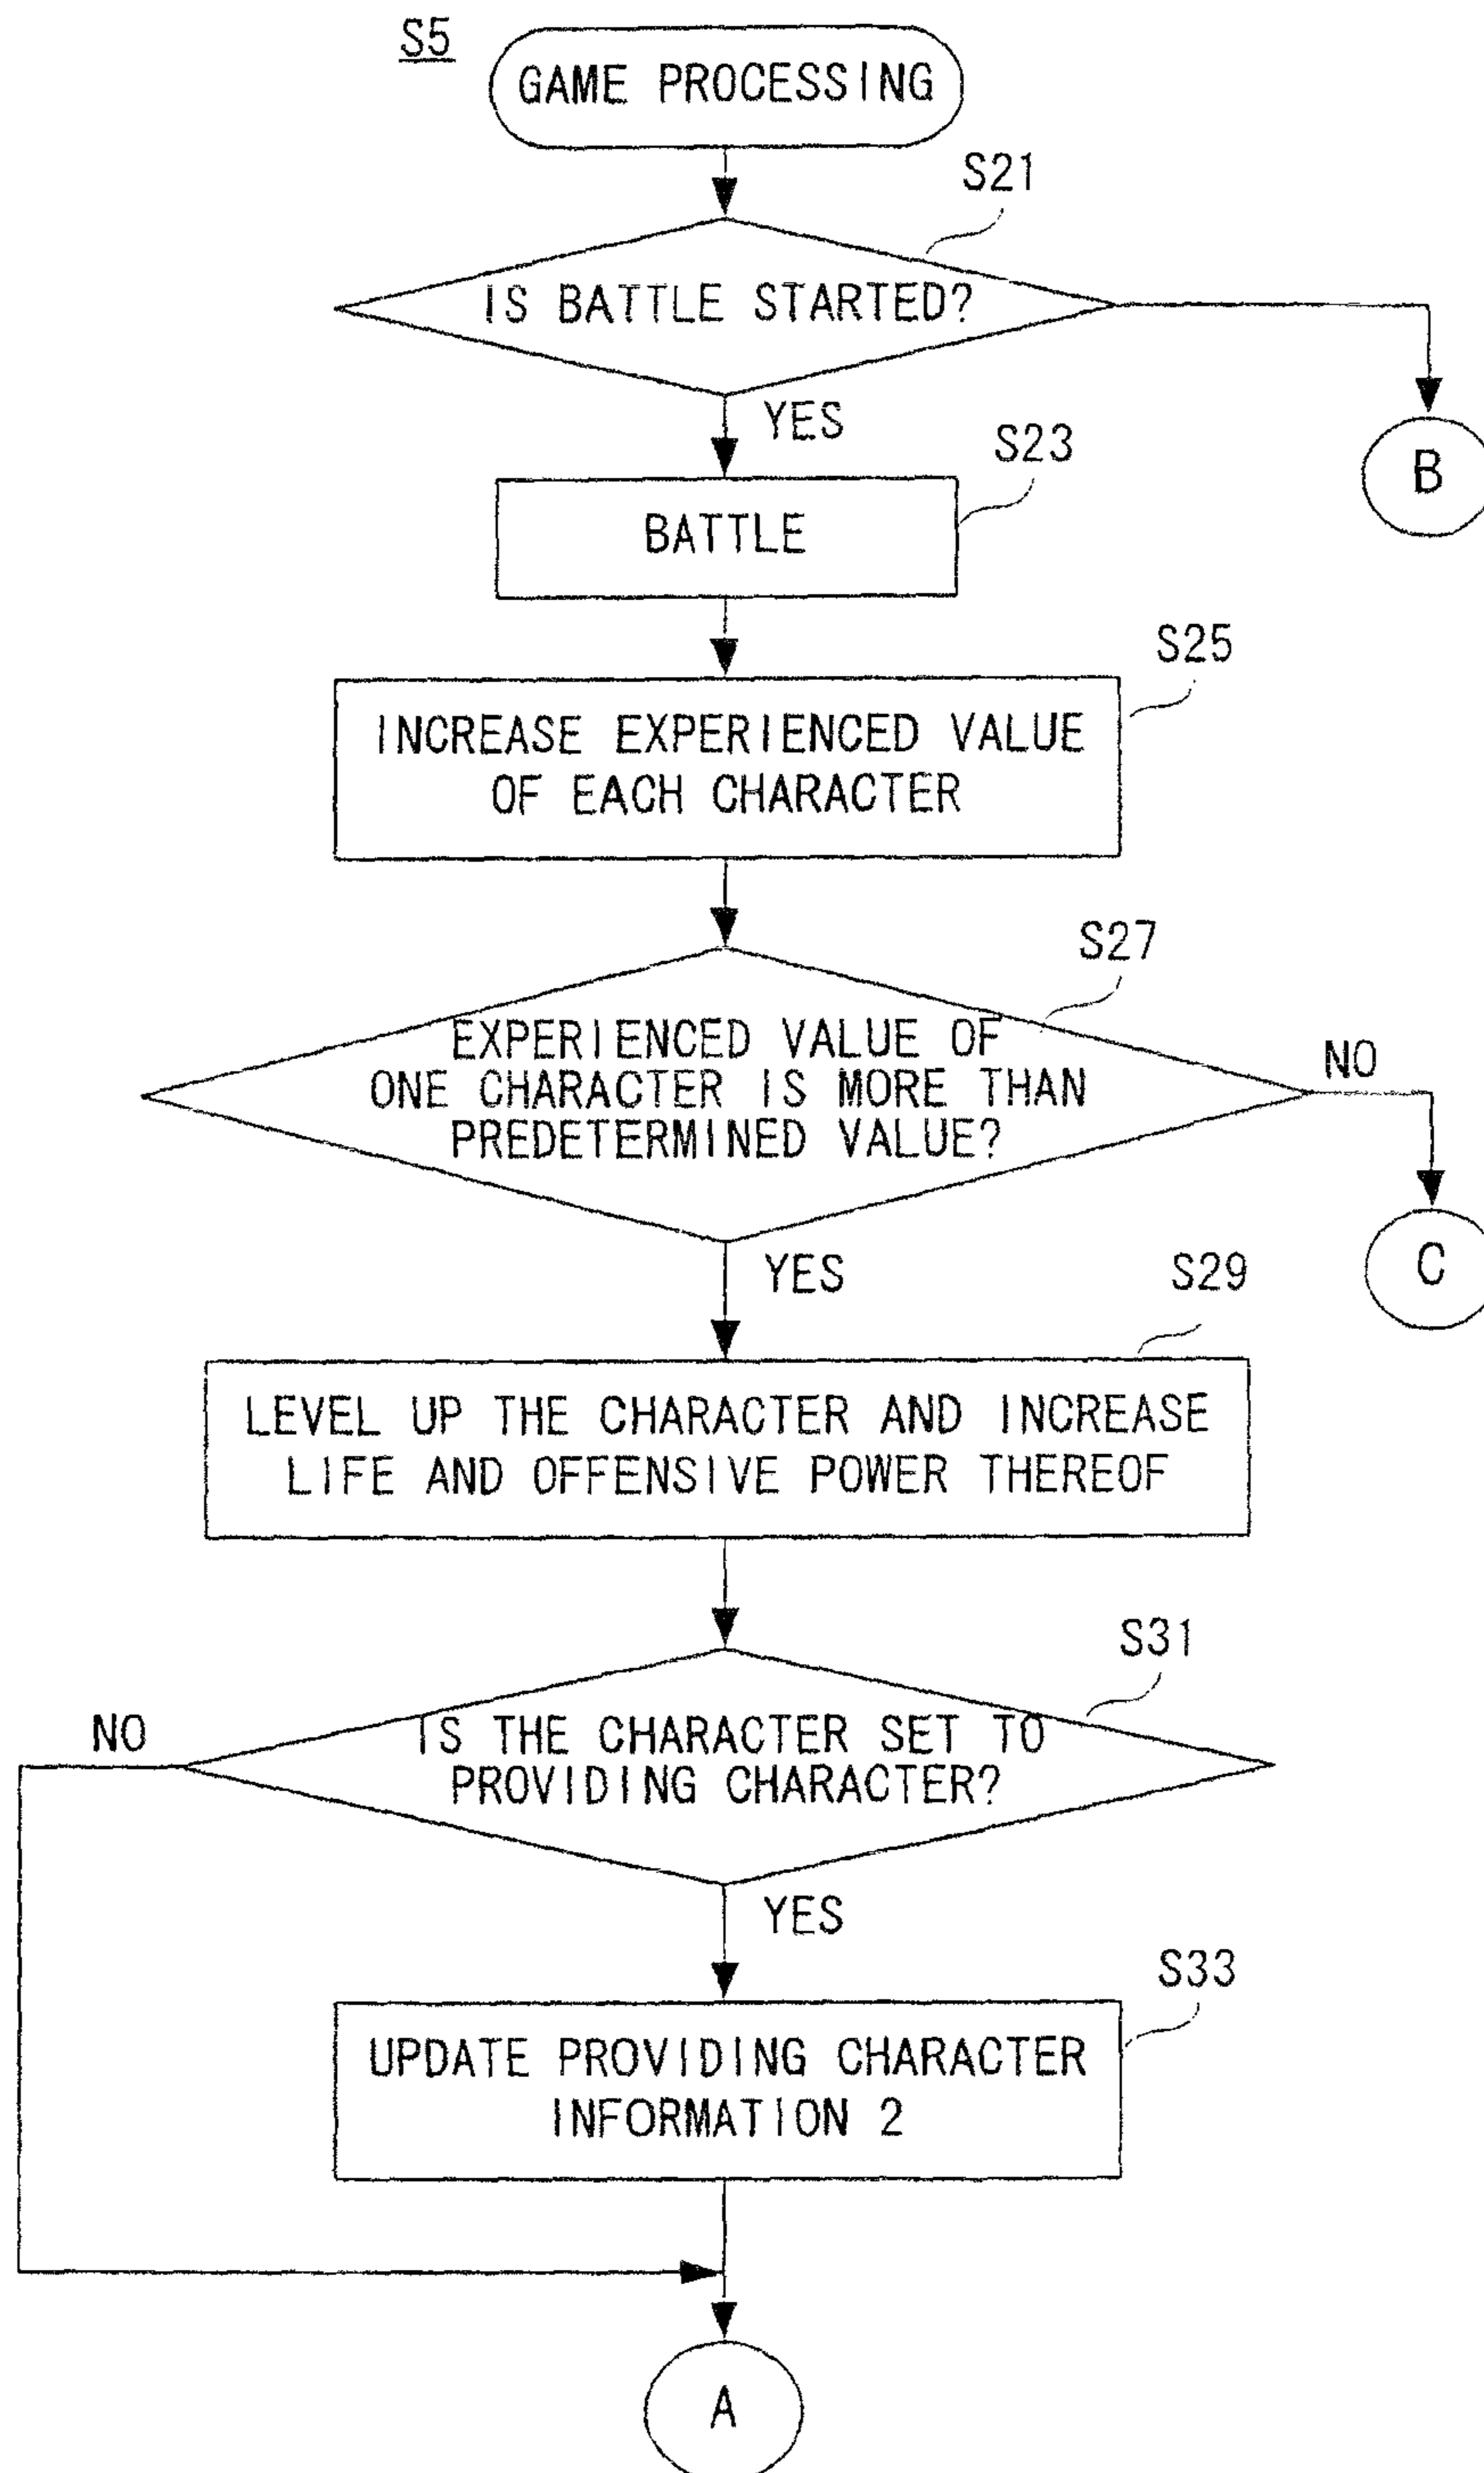 S5
GAME PROCESSING
S21
IS BATTLE STARTED?
YES
B
S23
BATTLE
S25
INCREASE EXPERIENCED VALUE
OF EACH CHARACTER
S27
EXPERIENCED VALUE OF
ONE CHARACTER IS MORE THAN
PREDETERMINED VALUE?
NO
C
YES
S29
LEVEL UP THE CHARACTER AND INCREASE
LIFE AND OFFENSIVE POWER THEREOF
S31
NO
IS THE CHARACTER SET TO
PROVIDING CHARACTER?
YES
S33
UPDATE PROVIDING CHARACTER
INFORMATION 2
A